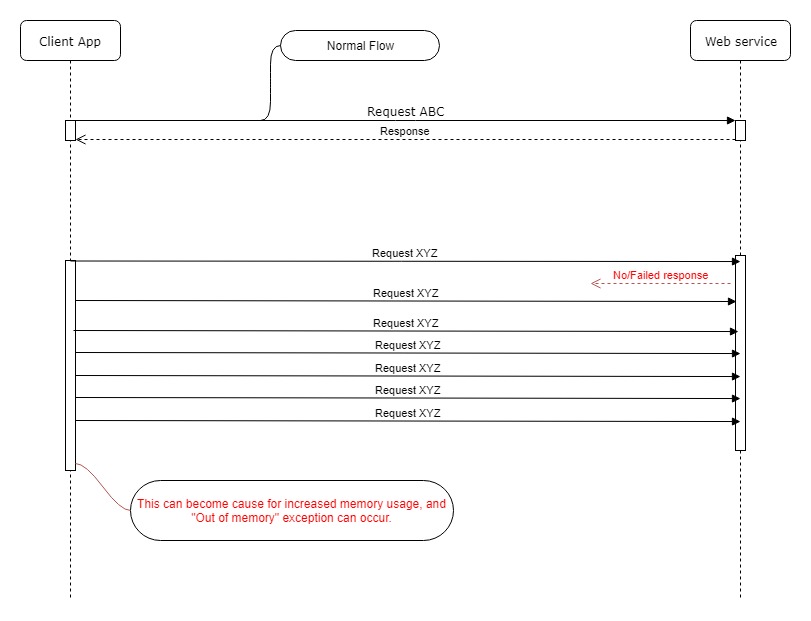 Client App
Normal Flow
Web service
Request ABC
Response
Request XYZ
No/Failed response
Request XYZ
Request XYZ
Request XYZ
Request XYZ
Request XYZ
Request XYZ
This can become cause for increased memory usage, and
"Out of memory" exception can occur.